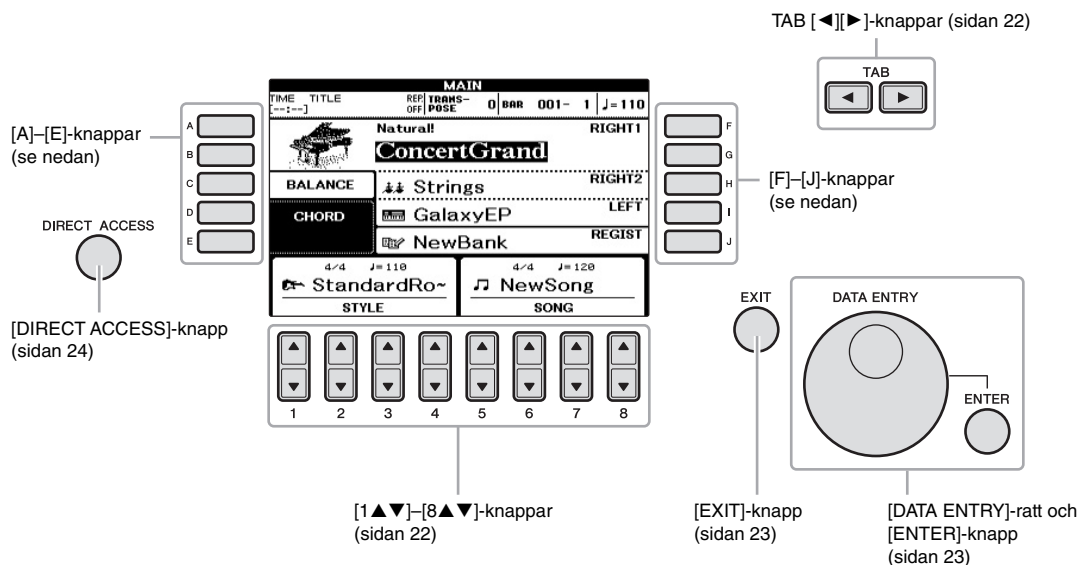 TAB [◀][▶]-knappar (sidan 22)
TAB
◀ ▶
MAIN
TIME TITLE
[--:--]
REP. OFF
TRANSPOSE 0
BAR 001- 1
♩=110
[A]–[E]-knappar
(se nedan)
A
B
C
D
E
Natural! RIGHT1
ConcertGrand
BALANCE
Strings RIGHT2
CHORD
GalaxyEP LEFT
NewBank REGIST
4/4 ♩=110
StandardRo~
STYLE
4/4 ♩=120
NewSong
SONG
F
G
H
I
J
[F]–[J]-knappar
(se nedan)
DIRECT ACCESS
[DIRECT ACCESS]-knapp
(sidan 24)
▲ ▲ ▲ ▲ ▲ ▲ ▲ ▲
▼ ▼ ▼ ▼ ▼ ▼ ▼ ▼
1 2 3 4 5 6 7 8
[1▲▼]–[8▲▼]-knappar
(sidan 22)
EXIT
[EXIT]-knapp
(sidan 23)
DATA ENTRY
ENTER
[DATA ENTRY]-ratt och
[ENTER]-knapp
(sidan 23)